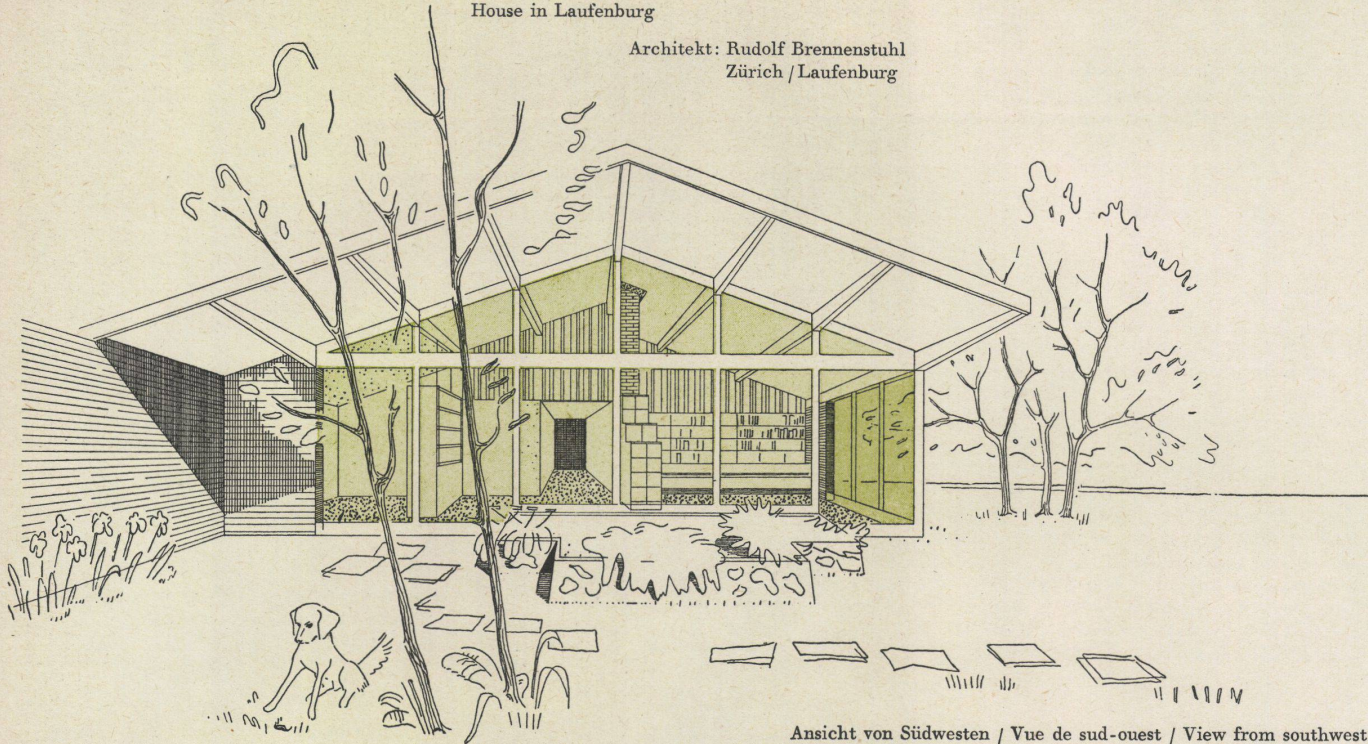 House in Laufenburg
Architekt: Rudolf Brennenstuhl
Zürich / Laufenburg
Ansicht von Südwesten / Vue de sud-ouest / View from southwest